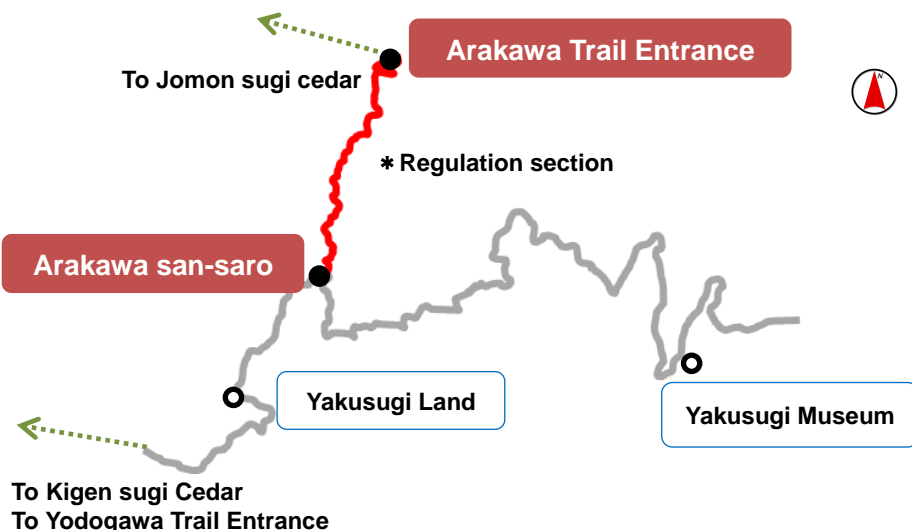 Arakawa Trail Entrance
To Jomon sugi cedar
N
* Regulation section
Arakawa san-saro
Yakusugi Land
Yakusugi Museum
To Kigen sugi Cedar
To Yodogawa Trail Entrance